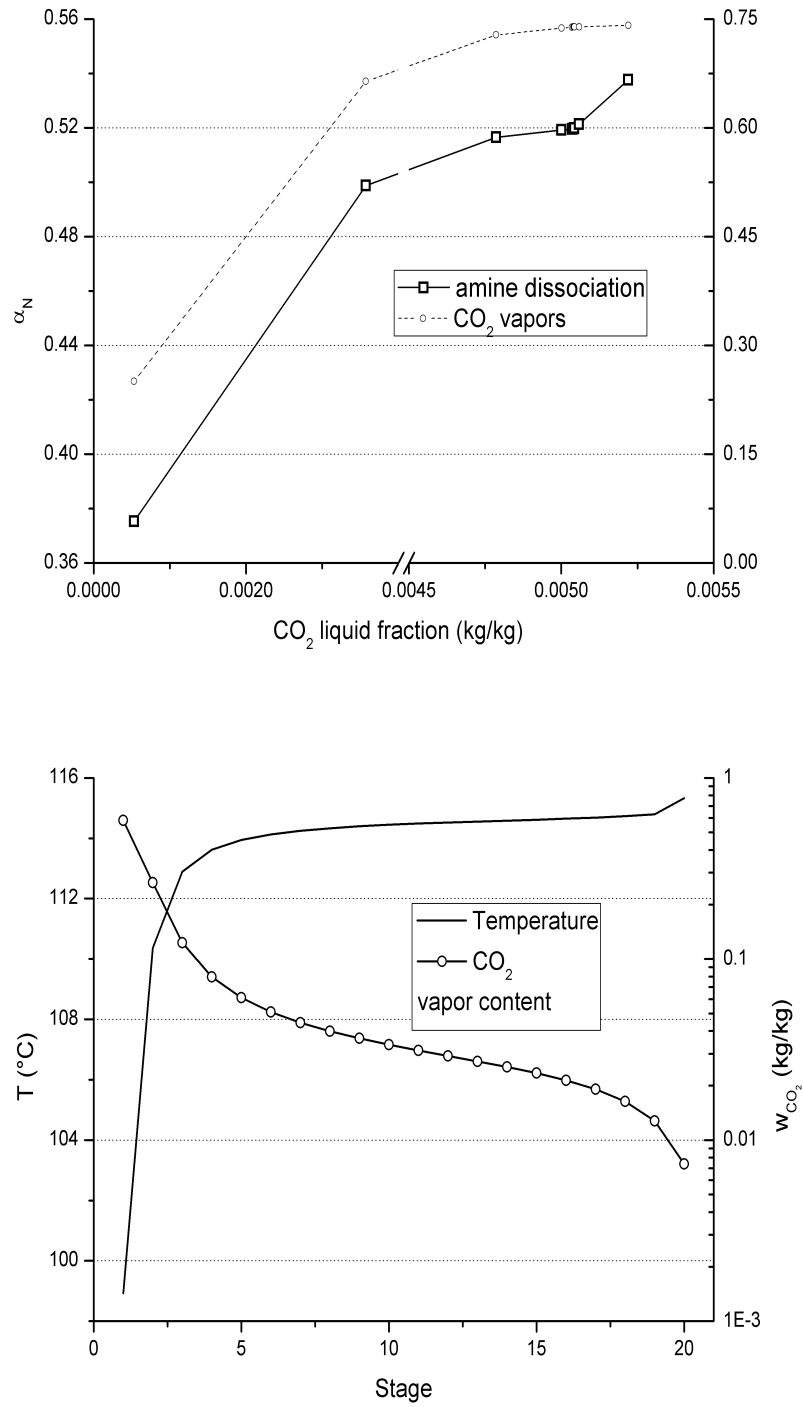 0.56
0.52
0.48
0.44
0.40
0.36
α_N
0.75
0.60
0.45
0.30
0.15
0.00
amine dissociation
CO₂ vapors
0.0000 0.0020 0.0045 0.0050 0.0055
CO₂ liquid fraction (kg/kg)
116
112
108
104
100
T (°C)
1
0.1
0.01
1E-3
w_CO₂ (kg/kg)
Temperature
CO₂
vapor content
0 5 10 15 20
Stage